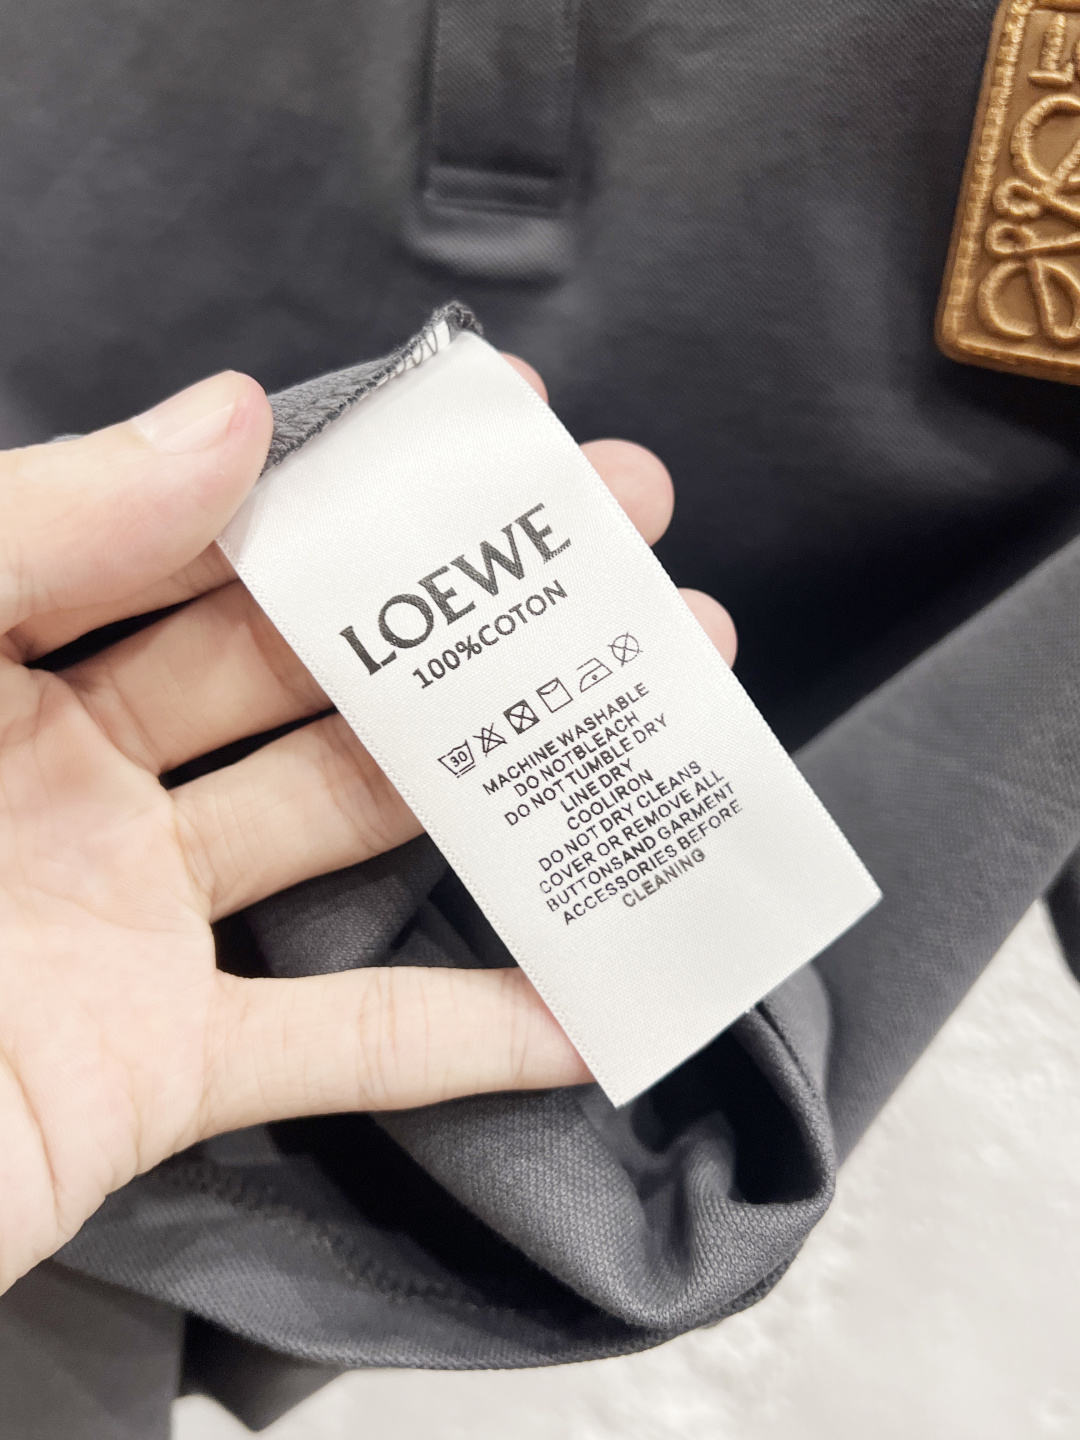 LOEWE
100%COTON
30
MACHINE WASHABLE
DO NOTBLEACH
DO NOT TUMBLE DRY
LINE DRY
COOLIRON
DO NOT DRY CLEANS
COVER OR REMOVE ALL
BUTTONSAND GARMENT
ACCESSORIES BEFORE
CLEANING